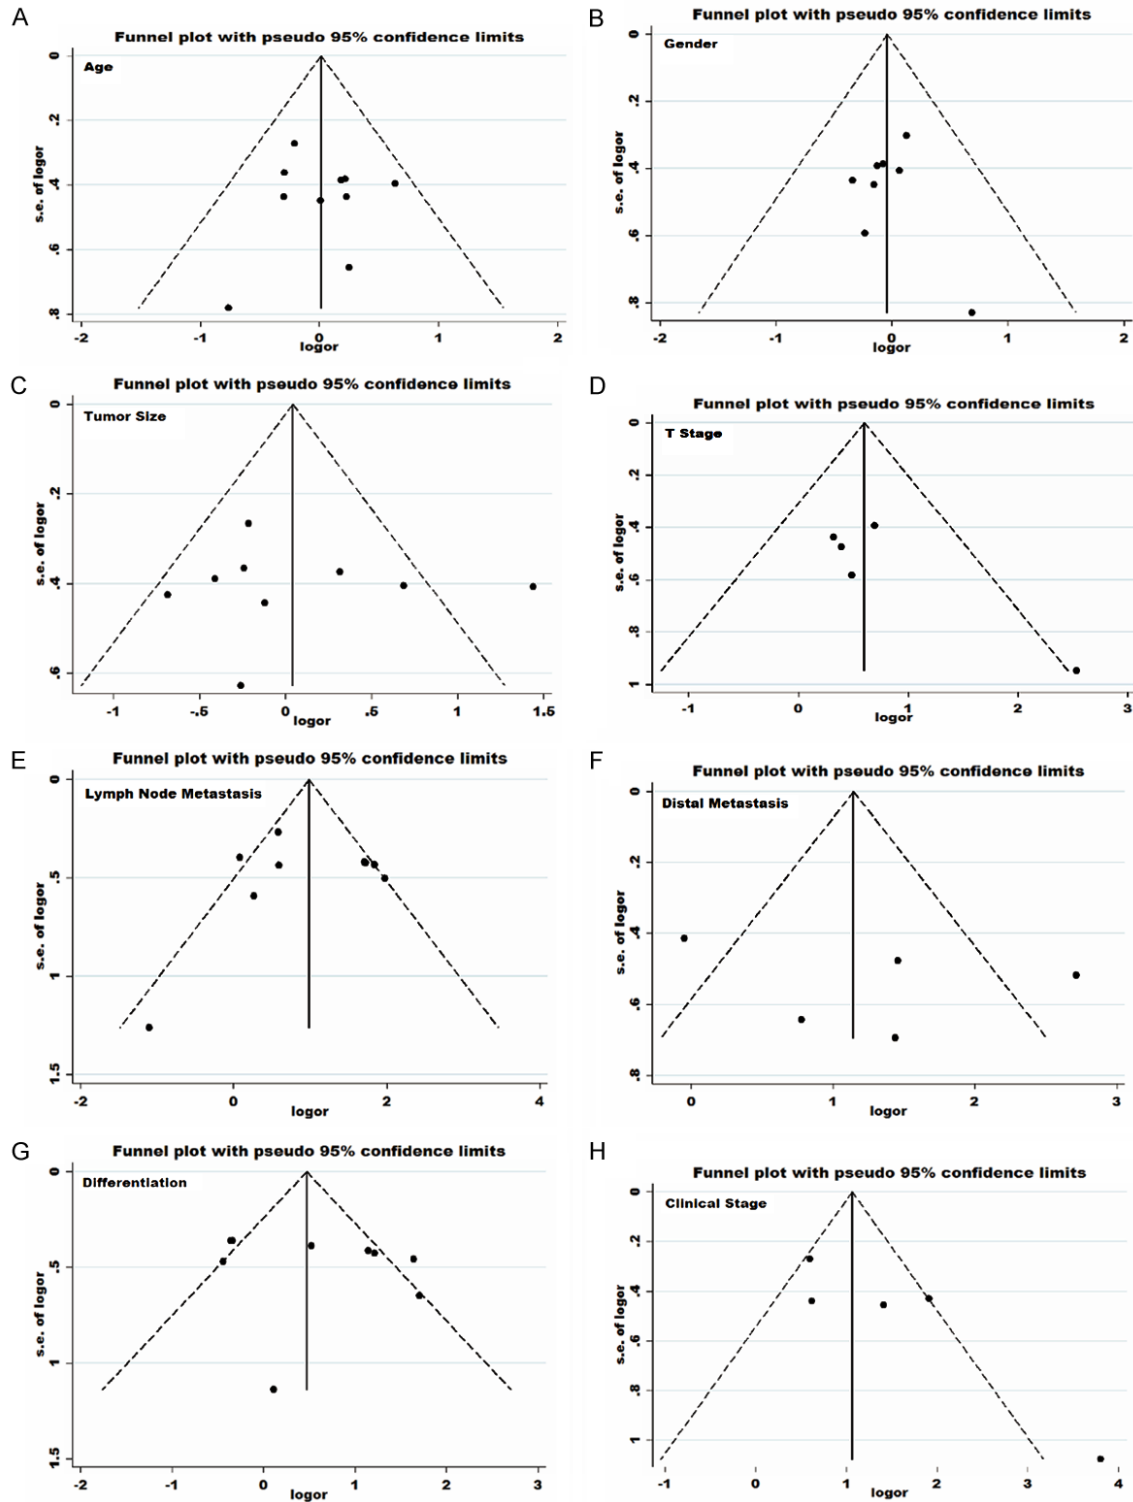 A
Funnel plot with pseudo 95% confidence limits
Age
s.e. of logor
0
.2
.4
.6
.8
-2
-1
0
1
2
logor
B
Funnel plot with pseudo 95% confidence limits
Gender
s.e. of logor
0
.2
.4
.6
.8
-2
-1
0
1
2
logor
C
Funnel plot with pseudo 95% confidence limits
Tumor Size
s.e. of logor
0
.2
.4
.6
-1
-.5
0
.5
1
1.5
logor
D
Funnel plot with pseudo 95% confidence limits
T Stage
s.e. of logor
0
.2
.4
.6
.8
1
-1
0
1
2
3
logor
E
Funnel plot with pseudo 95% confidence limits
Lymph Node Metastasis
s.e. of logor
0
.5
1
1.5
-2
0
2
4
logor
F
Funnel plot with pseudo 95% confidence limits
Distal Metastasis
s.e. of logor
0
.2
.4
.6
.8
0
1
2
3
logor
G
Funnel plot with pseudo 95% confidence limits
Differentiation
s.e. of logor
0
.5
1
1.5
-2
-1
0
1
2
3
logor
H
Funnel plot with pseudo 95% confidence limits
Clinical Stage
s.e. of logor
0
.2
.4
.6
.8
1
-1
0
1
2
3
4
logor